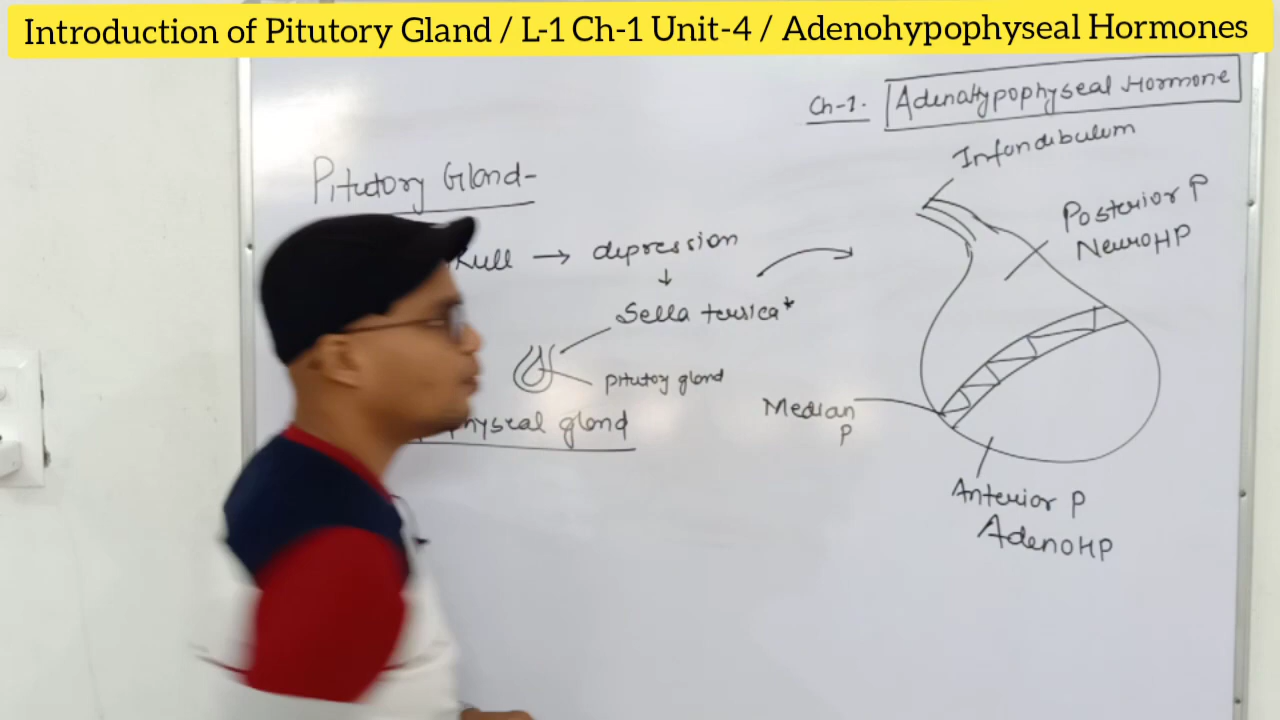 Introduction of Pitutory Gland / L-1 Ch-1 Unit-4 / Adenohypophyseal Hormones
Ch-1. AdenaHypophyseal Hormone
Infondibulum
Pitutory Gland-
Posterior P
NeuroHP
kull → depression
↓
Sella tersica*
Pitutoy gland
Median
P
physeal gland
Anterior P
AdenoHP